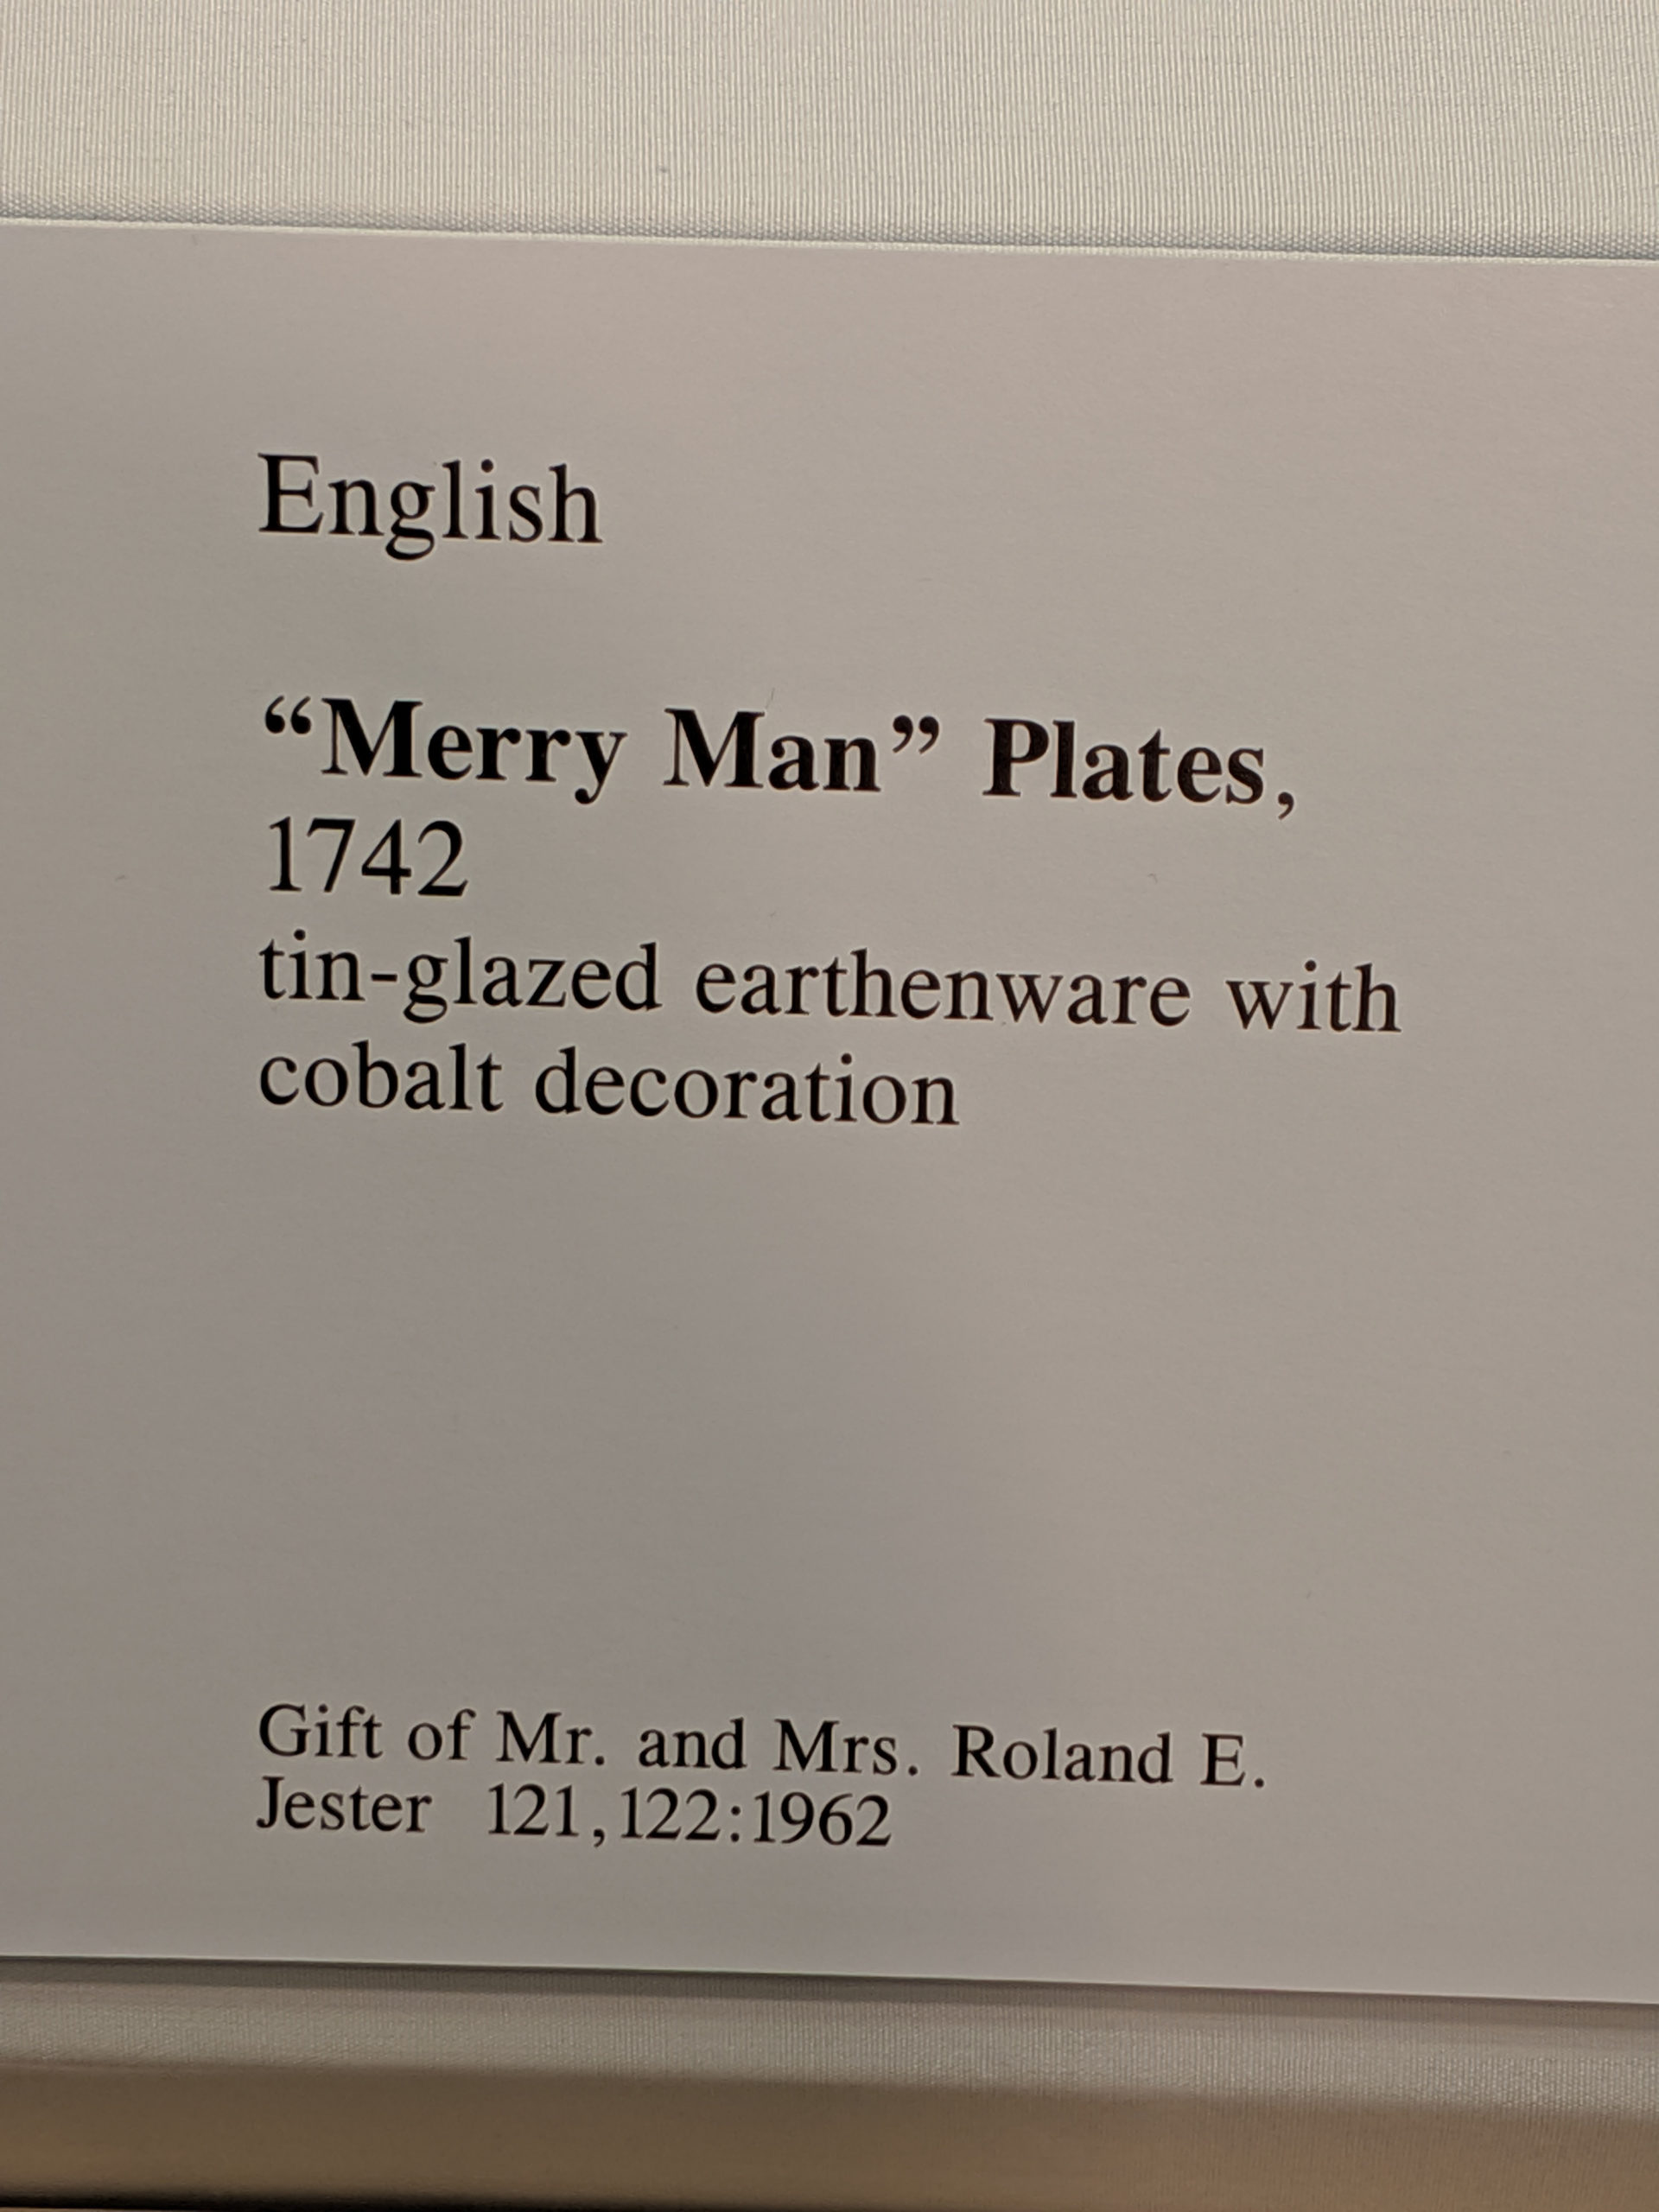 English
“Merry Man” Plates,
1742
tin-glazed earthenware with
cobalt decoration
Gift of Mr. and Mrs. Roland E.
Jester 121,122:1962